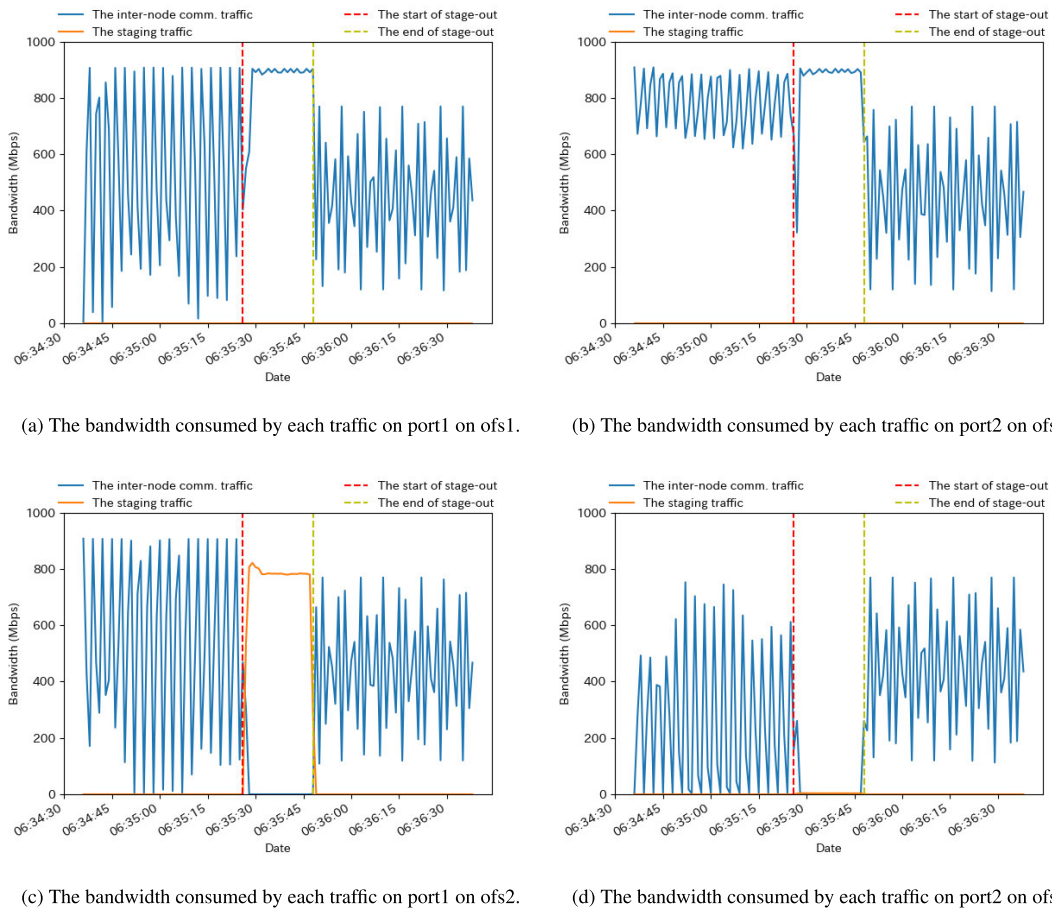 The inter-node comm. traffic The start of stage-out
The staging traffic The end of stage-out
1000
800
600
400
200
0
Bandwidth (Mbps)
06:34:30 06:34:45 06:35:00 06:35:15 06:35:30 06:35:45 06:36:00 06:36:15 06:36:30
Date
(a) The bandwidth consumed by each traffic on port1 on ofs1.
The inter-node comm. traffic The start of stage-out
The staging traffic The end of stage-out
1000
800
600
400
200
0
Bandwidth (Mbps)
06:34:30 06:34:45 06:35:00 06:35:15 06:35:30 06:35:45 06:36:00 06:36:15 06:36:30
Date
(b) The bandwidth consumed by each traffic on port2 on ofs
The inter-node comm. traffic The start of stage-out
The staging traffic The end of stage-out
1000
800
600
400
200
0
Bandwidth (Mbps)
06:34:30 06:34:45 06:35:00 06:35:15 06:35:30 06:35:45 06:36:00 06:36:15 06:36:30
Date
(c) The bandwidth consumed by each traffic on port1 on ofs2.
The inter-node comm. traffic The start of stage-out
The staging traffic The end of stage-out
1000
800
600
400
200
0
Bandwidth (Mbps)
06:34:30 06:34:45 06:35:00 06:35:15 06:35:30 06:35:45 06:36:00 06:36:15 06:36:30
Date
(d) The bandwidth consumed by each traffic on port2 on ofs